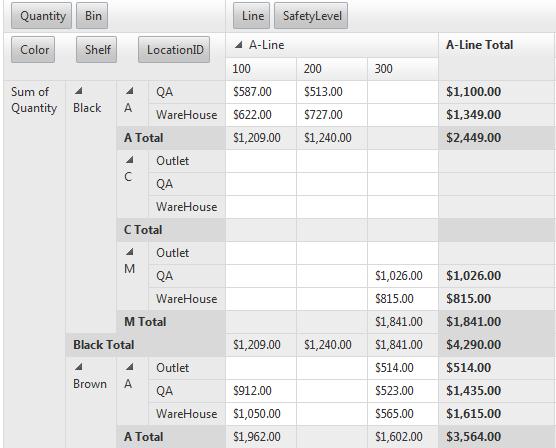 Quantity Bin Line SafetyLevel
Color Shelf LocationID A-Line A-Line Total
100 200 300
Sum of Quantity Black A QA $587.00 $513.00 $1,100.00
WareHouse $622.00 $727.00 $1,349.00
A Total $1,209.00 $1,240.00 $2,449.00
C Outlet
QA
WareHouse
C Total
M Outlet
QA $1,026.00 $1,026.00
WareHouse $815.00 $815.00
M Total $1,841.00 $1,841.00
Black Total $1,209.00 $1,240.00 $1,841.00 $4,290.00
Brown A Outlet $514.00 $514.00
QA $912.00 $523.00 $1,435.00
WareHouse $1,050.00 $565.00 $1,615.00
A Total $1,962.00 $1,602.00 $3,564.00